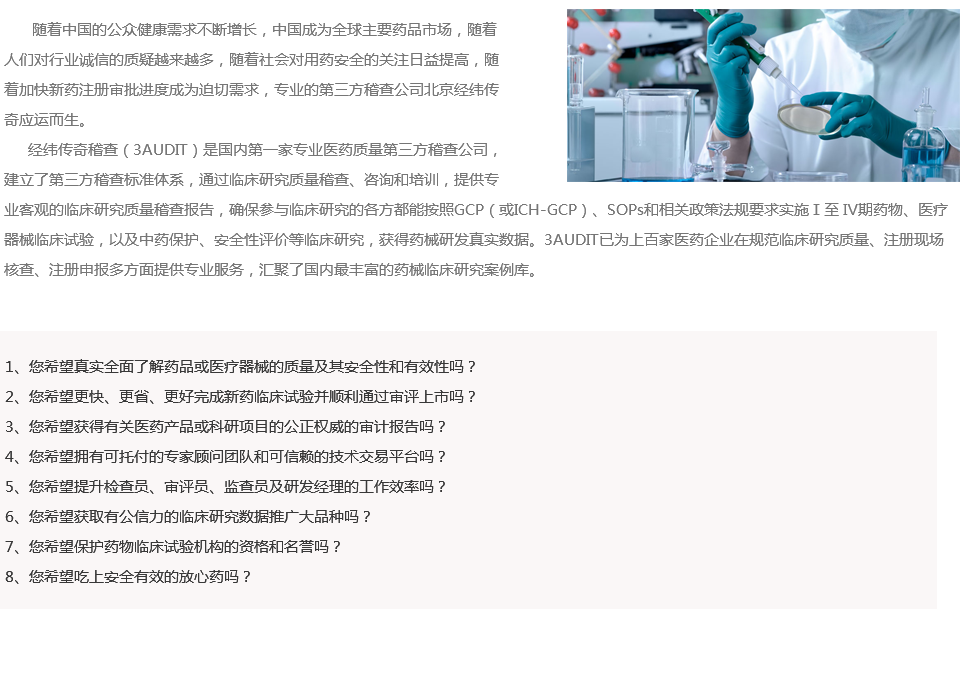 随着中国的公众健康需求不断增长，中国成为全球主要药品市场，随着
人们对行业诚信的质疑越来越多，随着社会对用药安全的关注日益提高，随
着加快新药注册审批进度成为迫切需求，专业的第三方稽查公司北京经纬传
奇应运而生。
经纬传奇稽查（3AUDIT）是国内第一家专业医药质量第三方稽查公司，
建立了第三方稽查标准体系，通过临床研究质量稽查、咨询和培训，提供专
业客观的临床研究质量稽查报告，确保参与临床研究的各方都能按照GCP（或ICH-GCP）、SOPs和相关政策法规要求实施 I 至 IV期药物、医疗
器械临床试验，以及中药保护、安全性评价等临床研究，获得药械研发真实数据。3AUDIT已为上百家医药企业在规范临床研究质量、注册现场
核查、注册申报多方面提供专业服务，汇聚了国内最丰富的药械临床研究案例库。
1、您希望真实全面了解药品或医疗器械的质量及其安全性和有效性吗？
2、您希望更快、更省、更好完成新药临床试验并顺利通过审评上市吗？
3、您希望获得有关医药产品或科研项目的公正权威的审计报告吗？
4、您希望拥有可托付的专家顾问团队和可信赖的技术交易平台吗？
5、您希望提升检查员、审评员、监查员及研发经理的工作效率吗？
6、您希望获取有公信力的临床研究数据推广大品种吗？
7、您希望保护药物临床试验机构的资格和名誉吗？
8、您希望吃上安全有效的放心药吗？